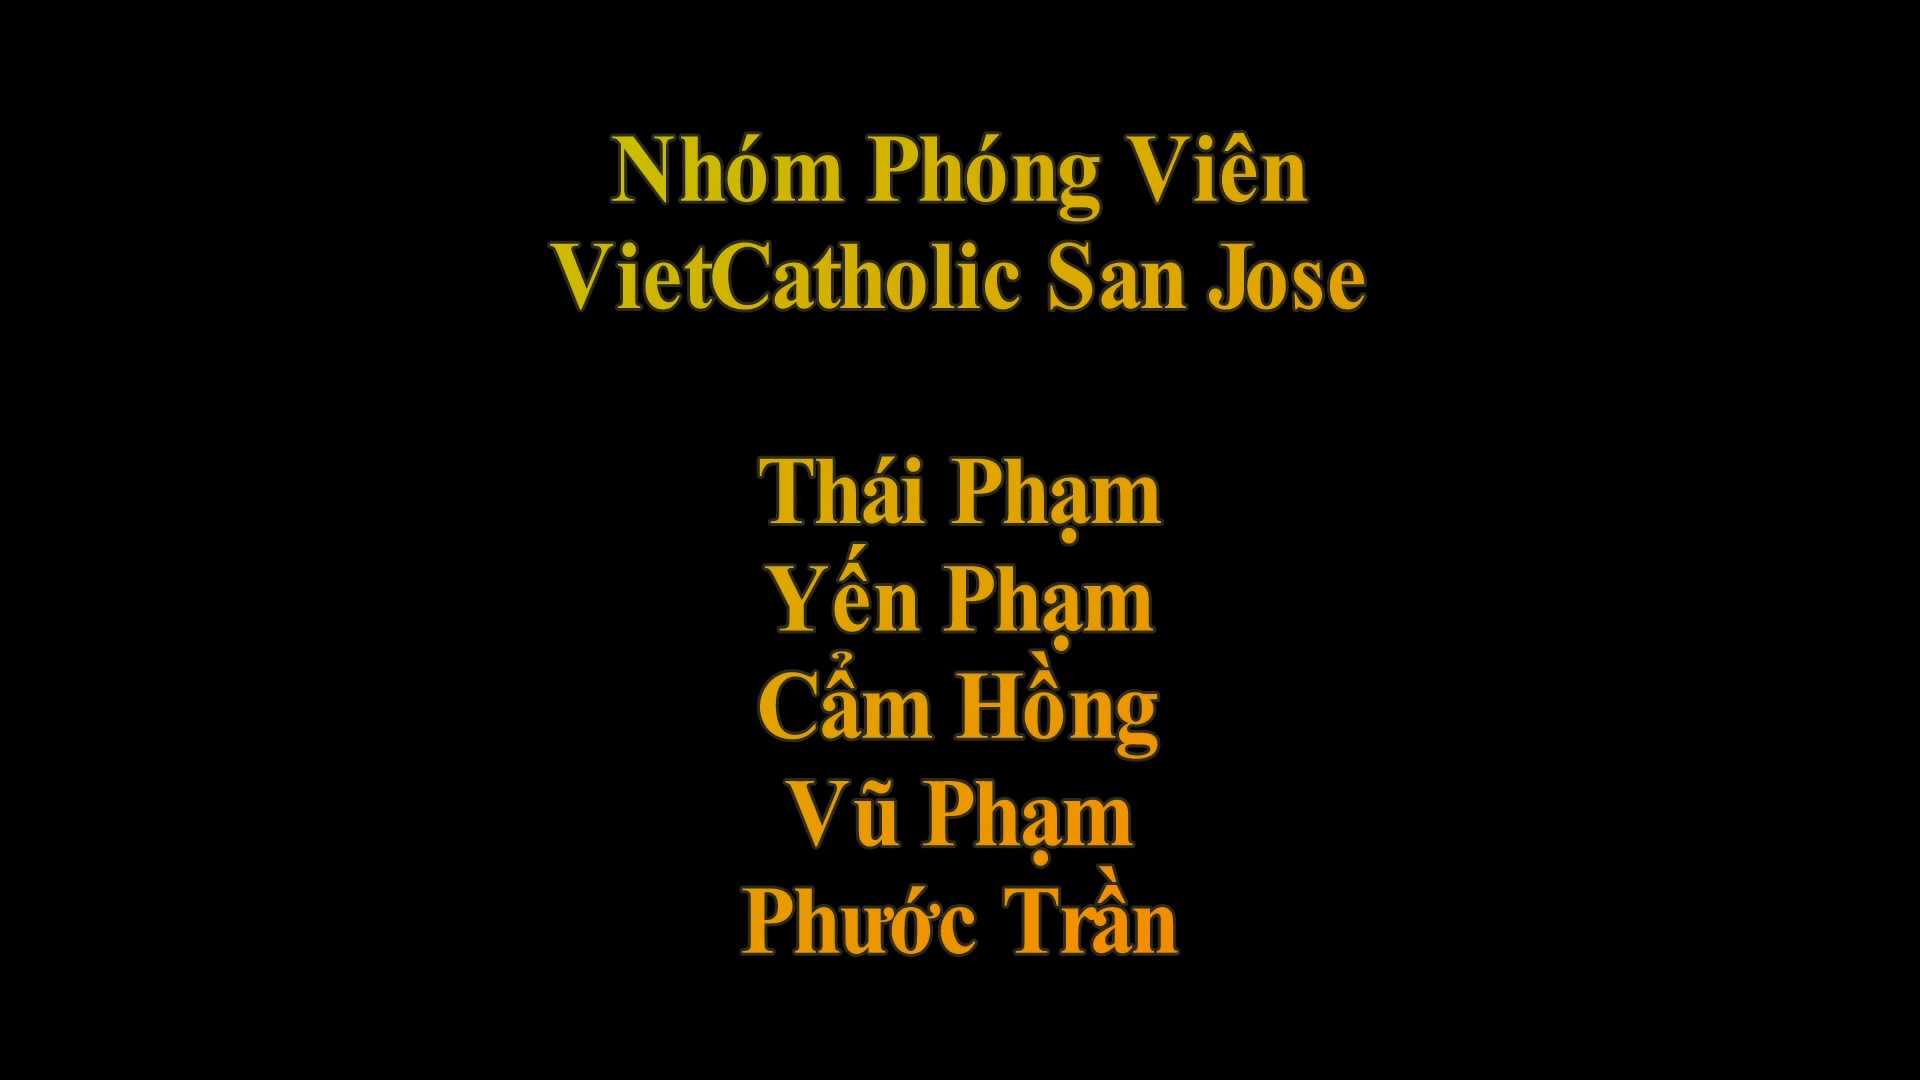 Nhóm Phóng Viên
VietCatholic San Jose
Thái Phạm
Yến Phạm
Cẩm Hồng
Vũ Phạm
Phước Trần